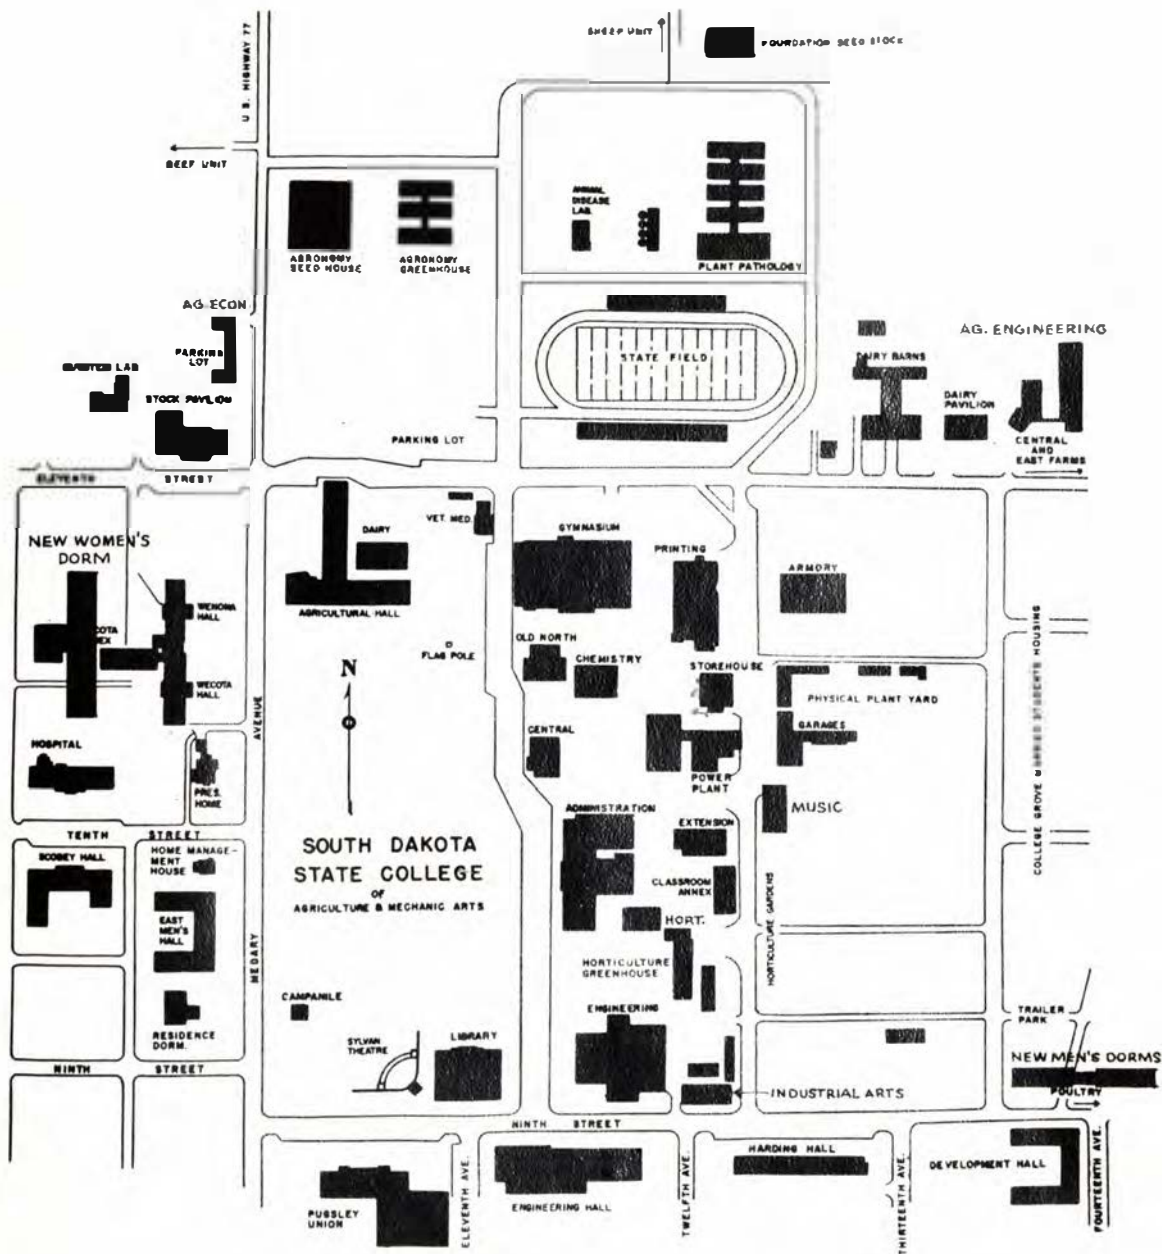 U.S. HIGHWAY 77
SHEEP UNIT
FOUNDATION SEED STOCK
BEEF UNIT
ANIMAL
DISEASE
LAB.
PLANT PATHOLOGY
AGRONOMY
SEED HOUSE
AGRONOMY
GREENHOUSE
AG ECON
PARKING
LOT
LAB
STOCK PAVILION
STATE FIELD
DAIRY BARNS
AG. ENGINEERING
DAIRY
PAVILION
CENTRAL
AND
EAST FARMS
PARKING LOT
ELEVENTH STREET
NEW WOMEN'S
DORM
WENONA
HALL
WECOTA
HALL
DAIRY
VET. MED.
AGRICULTURAL HALL
GYMNASIUM
PRINTING
ARMORY
OLD NORTH
CHEMISTRY
FLAG POLE
STOREHOUSE
PHYSICAL PLANT YARD
GARAGES
N
HOSPITAL
PRES.
HOME
MEDARY AVENUE
CENTRAL
POWER
PLANT
MUSIC
COLLEGE GROVE & MARRIED STUDENTS HOUSING
TENTH STREET
ADMINISTRATION
EXTENSION
SCOBEY HALL
HOME MANAGE-
MENT
HOUSE
SOUTH DAKOTA
STATE COLLEGE
OF
AGRICULTURE & MECHANIC ARTS
CLASSROOM
ANNEX
HORT.
HORTICULTURE GARDENS
EAST
MEN'S
HALL
HORTICULTURE
GREENHOUSE
CAMPANILE
ENGINEERING
RESIDENCE
DORM.
SYLVAN
THEATRE
LIBRARY
TRAILER
PARK
NINTH STREET
NEW MEN'S DORMS
POULTRY
INDUSTRIAL ARTS
NINTH STREET
HARDING HALL
DEVELOPMENT HALL
PUGSLEY
UNION
ELEVENTH AVE.
ENGINEERING HALL
TWELFTH AVE.
THIRTEENTH AVE.
FOURTEENTH AVE.